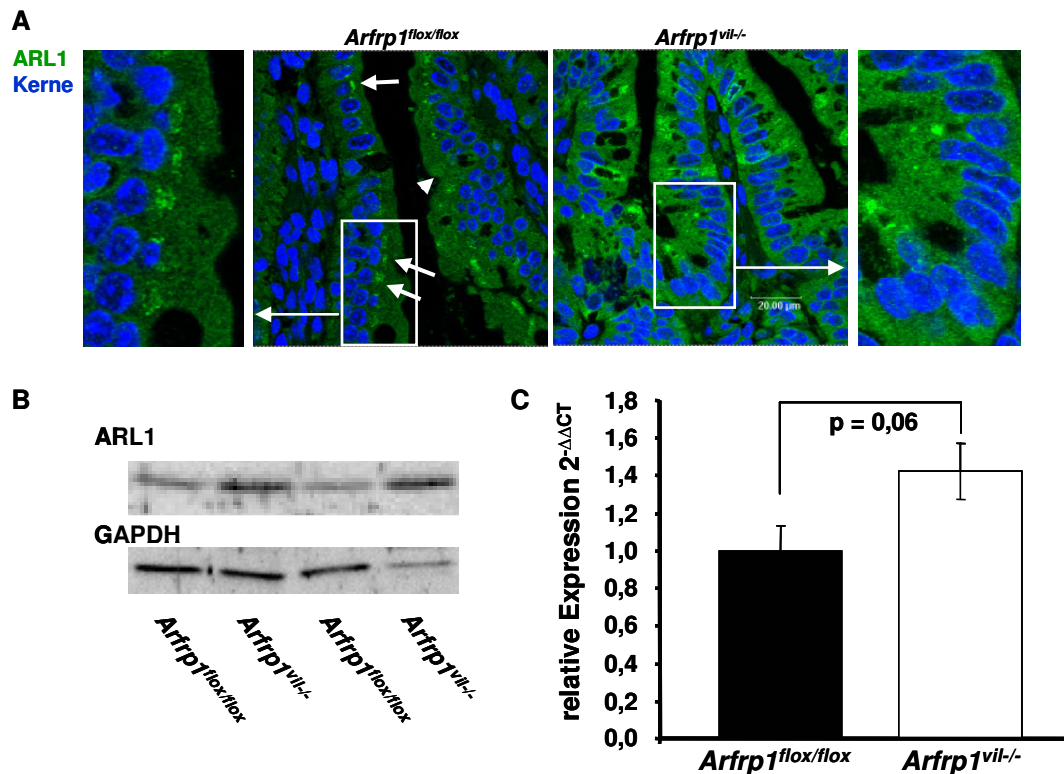 A
Arfrp1flox/flox
Arfrp1vil-/-
ARL1
Kerne
20.00 µm
B
ARL1
GAPDH
Arfrp1flox/flox
Arfrp1vil-/-
Arfrp1flox/flox
Arfrp1vil-/-
C
relative Expression 2-ΔΔCT
1,8
1,6
1,4
1,2
1,0
0,8
0,6
0,4
0,2
0,0
p = 0,06
Arfrp1flox/flox
Arfrp1vil-/-